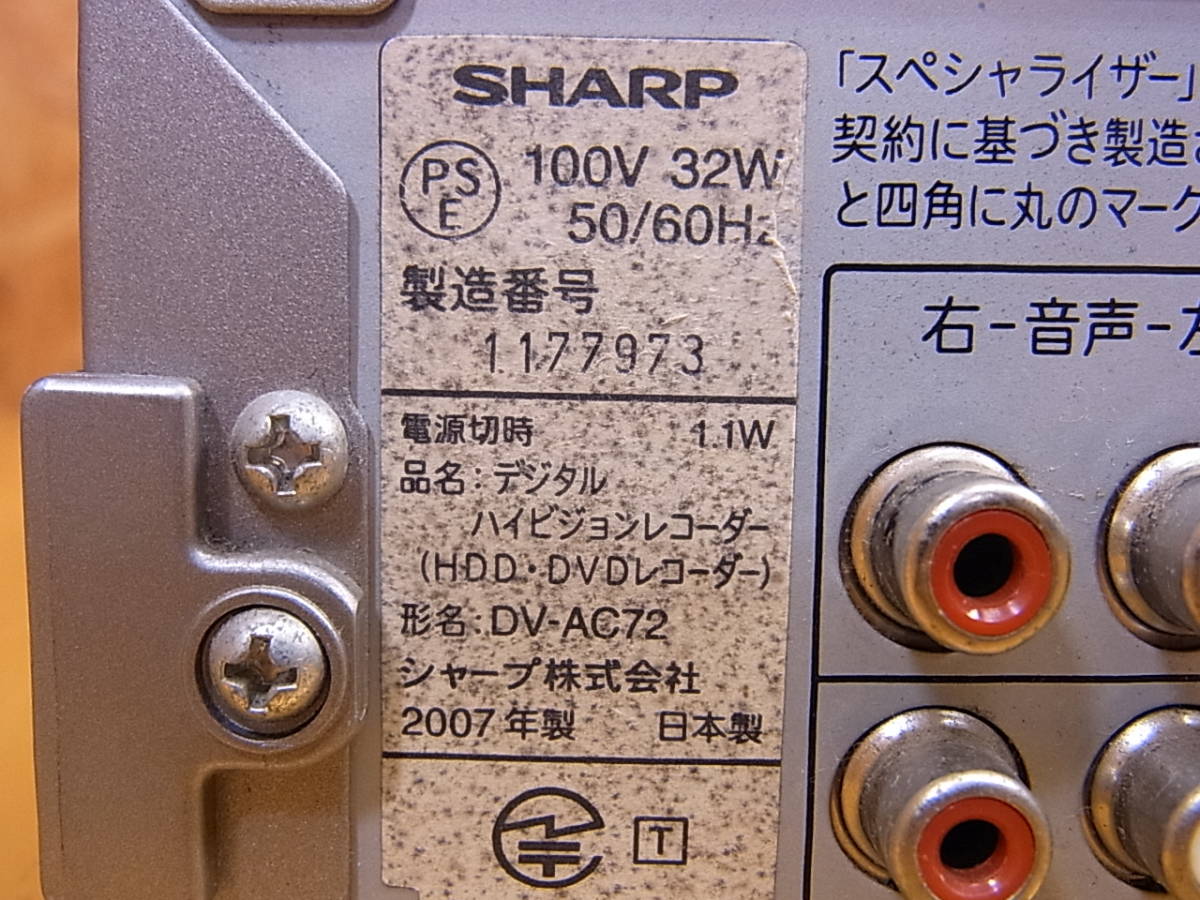 SHARP
PS
E
100V 32W
50/60Hz
製造番号
1177973
電源切時 1.1W
品名:デジタル
ハイビジョンレコーダー
(HDD・DVDレコーダー)
形名:DV-AC72
シャープ株式会社
2007年製 日本製
T
「スペシャライザー」
契約に基づき製造
と四角に丸のマーク
右-音声-左